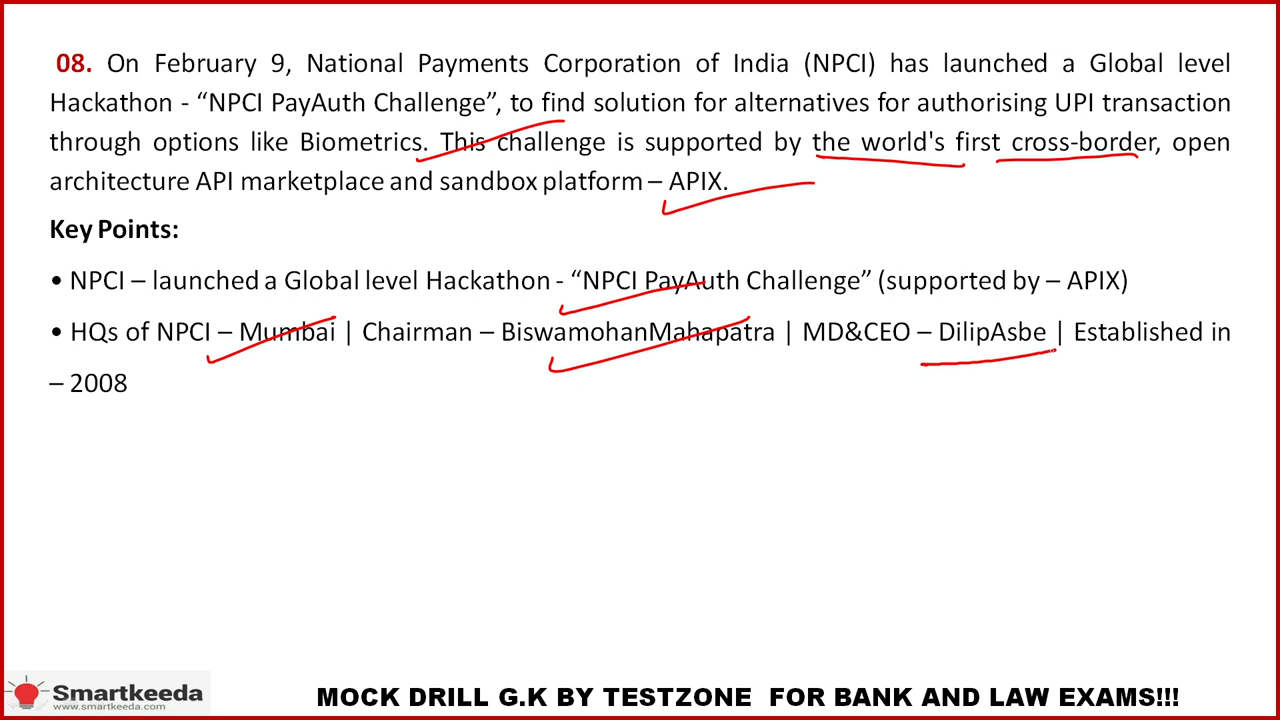 08. On February 9, National Payments Corporation of India (NPCI) has launched a Global level
Hackathon - “NPCI PayAuth Challenge”, to find solution for alternatives for authorising UPI transaction
through options like Biometrics. This challenge is supported by the world's first cross-border, open
architecture API marketplace and sandbox platform – APIX.
Key Points:
• NPCI – launched a Global level Hackathon - “NPCI PayAuth Challenge” (supported by – APIX)
• HQs of NPCI – Mumbai | Chairman – BiswamohanMahapatra | MD&CEO – DilipAsbe | Established in
– 2008
Smartkeeda
www.smartkeeda.com
MOCK DRILL G.K BY TESTZONE FOR BANK AND LAW EXAMS!!!